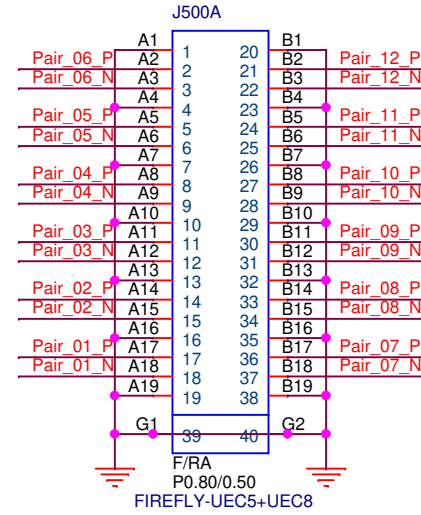 J500A
A1 1 20 B1
Pair_06_P A2 2 21 B2 Pair_12_P
Pair_06_N A3 3 22 B3 Pair_12_N
A4 4 23 B4
Pair_05_P A5 5 24 B5 Pair_11_P
Pair_05_N A6 6 25 B6 Pair_11_N
A7 7 26 B7
Pair_04_P A8 8 27 B8 Pair_10_P
Pair_04_N A9 9 28 B9 Pair_10_N
A10 10 29 B10
Pair_03_P A11 11 30 B11 Pair_09_P
Pair_03_N A12 12 31 B12 Pair_09_N
A13 13 32 B13
Pair_02_P A14 14 33 B14 Pair_08_P
Pair_02_N A15 15 34 B15 Pair_08_N
A16 16 35 B16
Pair_01_P A17 17 36 B17 Pair_07_P
Pair_01_N A18 18 37 B18 Pair_07_N
A19 19 38 B19
G1 39 40 G2
F/RA
P0.80/0.50
FIREFLY-UEC5+UEC8